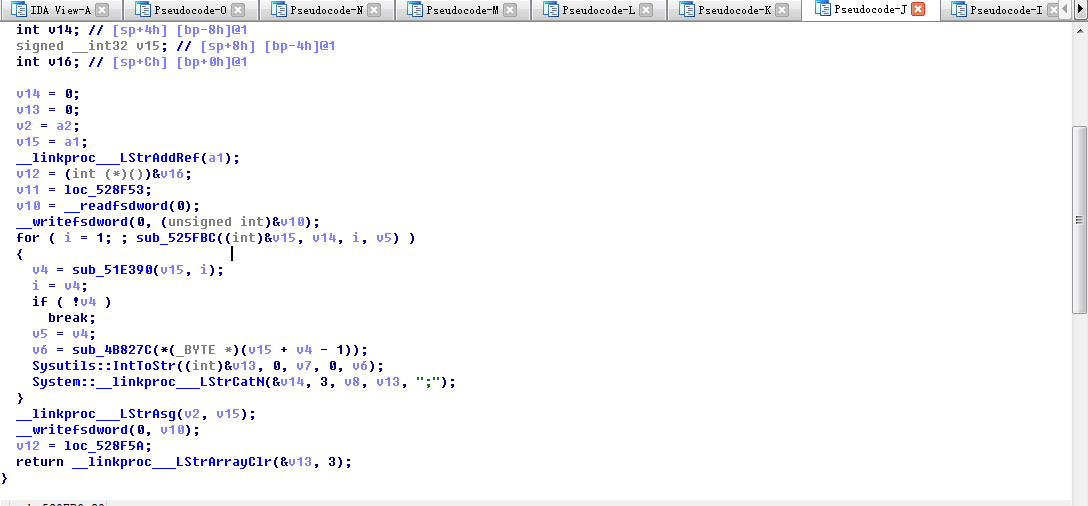 IDA View-A Pseudocode-O Pseudocode-N Pseudocode-M Pseudocode-L Pseudocode-K Pseudocode-J Pseudocode-I
int v14; // [sp+4h] [bp-8h]@1
signed __int32 v15; // [sp+8h] [bp-4h]@1
int v16; // [sp+Ch] [bp+0h]@1
v14 = 0;
v13 = 0;
v2 = a2;
v15 = a1;
__linkproc___LStrAddRef(a1);
v12 = (int (*)())&v16;
v11 = loc_528F53;
v10 = __readfsdword(0);
__writefsdword(0, (unsigned int)&v10);
for ( i = 1; ; sub_525FBC((int)&v15, v14, i, v5) )
{
v4 = sub_51E390(v15, i);
i = v4;
if ( !v4 )
break;
v5 = v4;
v6 = sub_4B827C(*(_BYTE *)(v15 + v4 - 1));
Sysutils::IntToStr((int)&v13, 0, v7, 0, v6);
System::__linkproc___LStrCatN(&v14, 3, v8, v13, ";");
}
__linkproc___LStrAsg(v2, v15);
__writefsdword(0, v10);
v12 = loc_528F5A;
return __linkproc___LStrArrayClr(&v13, 3);
}